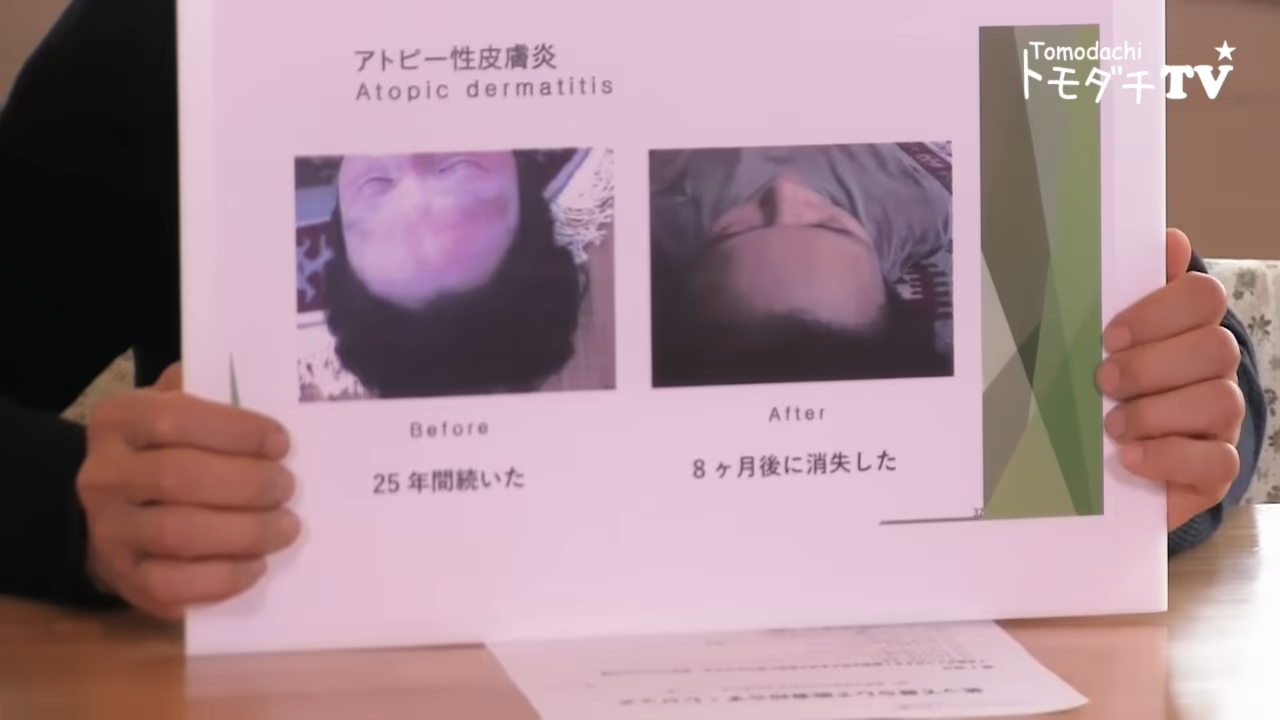 アトピー性皮膚炎
Atopic dermatitis
Tomodachi
トモダチTV
Before
After
25年間続いた
8ヶ月後に消失した